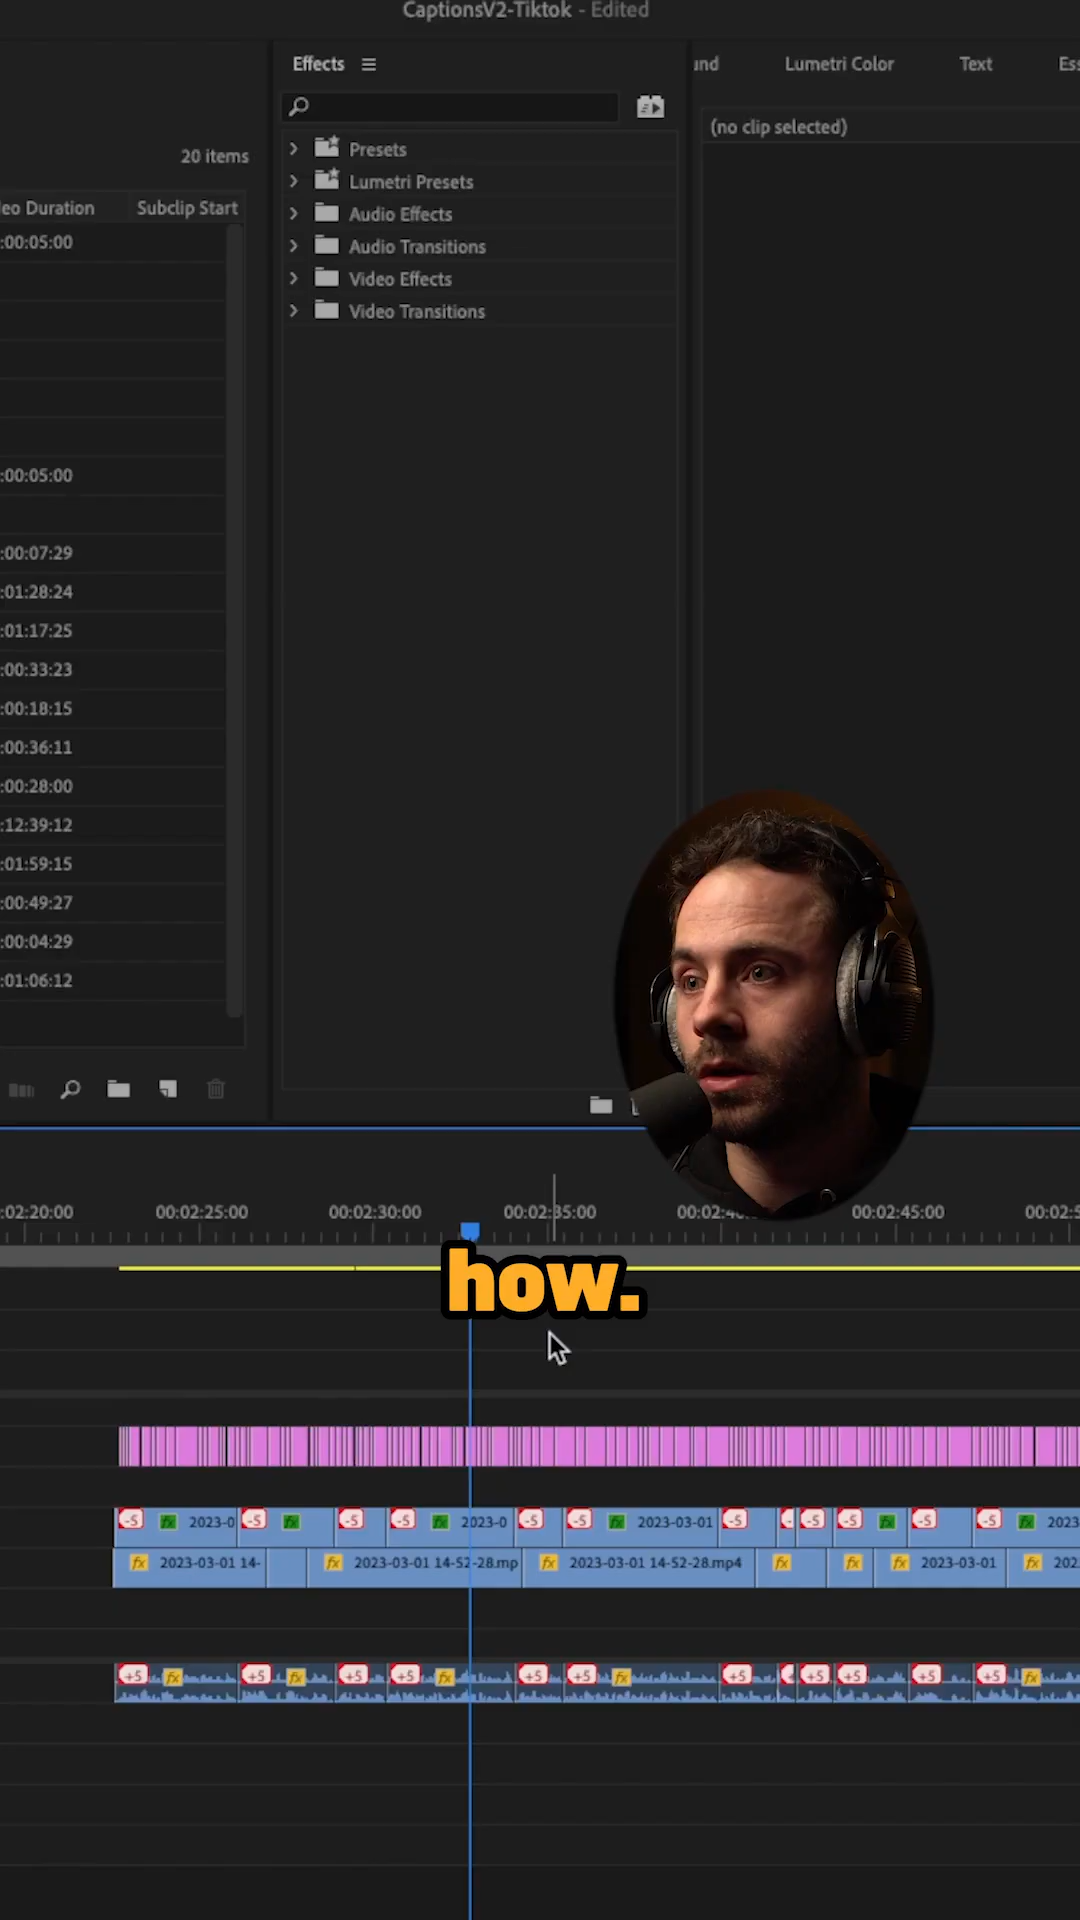 CaptionsV2-Tiktok - Edited
Effects
und
Lumetri Color
Text
Ess
(no clip selected)
Presets
Lumetri Presets
Audio Effects
Audio Transitions
Video Effects
Video Transitions
20 items
eo Duration
Subclip Start
:00:05:00
:00:05:00
:00:07:29
:01:28:24
:01:17:25
:00:33:23
:00:18:15
:00:36:11
:00:28:00
:12:39:12
:01:59:15
:00:49:27
:00:04:29
:01:06:12
0:02:20:00 00:02:25:00 00:02:30:00 00:02:35:00 00:02:40:00 00:02:45:00 00:02:5
how.
-5 fx 2023-0 -5 fx -5 -5 fx 2023-0 -5 -5 fx 2023-03-01 -5 -5 -5 fx -5 -5 fx 2023
fx 2023-03-01 14- fx 2023-03-01 14-52-28.mp fx 2023-03-01 14-52-28.mp4 fx fx fx 2023-03-01 fx 202
+5 fx +5 fx +5 +5 fx +5 +5 fx +5 +5 +5 +5 +5 fx